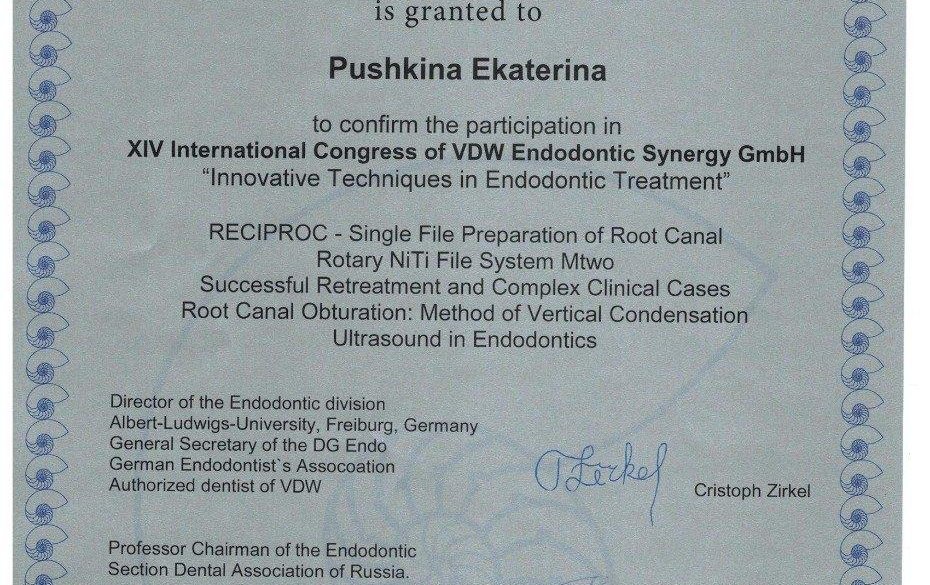 is granted to
Pushkina Ekaterina
to confirm the participation in
XIV International Congress of VDW Endodontic Synergy GmbH
“Innovative Techniques in Endodontic Treatment”
RECIPROC - Single File Preparation of Root Canal
Rotary NiTi File System Mtwo
Successful Retreatment and Complex Clinical Cases
Root Canal Obturation: Method of Vertical Condensation
Ultrasound in Endodontics
Director of the Endodontic division
Albert-Ludwigs-University, Freiburg, Germany
General Secretary of the DG Endo
German Endodontist`s Assocoation
Authorized dentist of VDW
Zirkel
Cristoph Zirkel
Professor Chairman of the Endodontic
Section Dental Association of Russia.